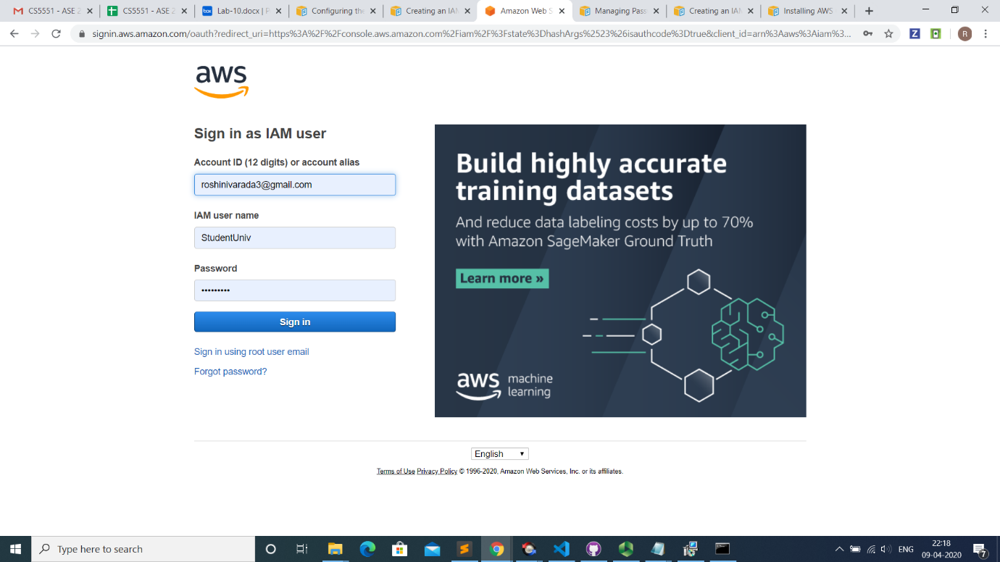 CS5551 - ASE 2
CS5551 - ASE 2
box
Lab-10.docx | P
Configuring the
Creating an IAM
Amazon Web S
Managing Pass
Creating an IAM
Installing AWS
signin.aws.amazon.com/oauth?redirect_uri=https%3A%2F%2Fconsole.aws.amazon.com%2Fiam%2F%3Fstate%3DhashArgs%2523%26isauthcode%3Dtrue&client_id=arn%3Aaws%3Aiam%3...
Z
R
aws
Sign in as IAM user
Account ID (12 digits) or account alias
roshinivarada3@gmail.com
IAM user name
StudentUniv
Password
•••••••••
Sign in
Sign in using root user email
Forgot password?
Build highly accurate
training datasets
And reduce data labeling costs by up to 70%
with Amazon SageMaker Ground Truth
Learn more »
aws machine
learning
English
Terms of Use Privacy Policy © 1996-2020, Amazon Web Services, Inc. or its affiliates.
Type here to search
ENG
22:18
09-04-2020
7